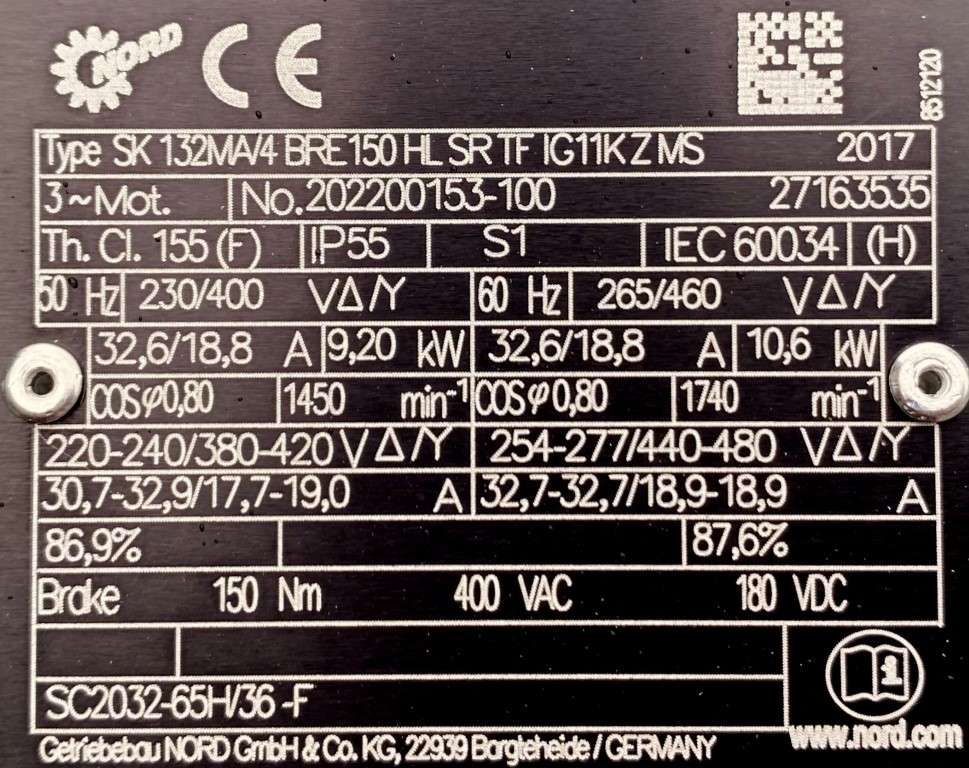 NORD CE
8512120
Type SK 132MA/4 BRE150 HL SR TF IG11K Z MS 2017
3~Mot. No.202200153-100 27163535
Th. Cl. 155 (F) IP55 S1 IEC 60034 (H)
50 Hz 230/400 V∆/Y 60 Hz 265/460 V∆/Y
32,6/18,8 A 9,20 kW 32,6/18,8 A 10,6 kW
COSφ0,80 1450 min⁻¹ COSφ0,80 1740 min⁻¹
220-240/380-420 V∆/Y 254-277/440-480 V∆/Y
30,7-32,9/17,7-19,0 A 32,7-32,7/18,9-18,9 A
86,9% 87,6%
Brake 150 Nm 400 VAC 180 VDC
SC2032-65H/36 -F
www.nord.com
Getriebebau NORD GmbH & Co. KG, 22939 Bargteheide / GERMANY